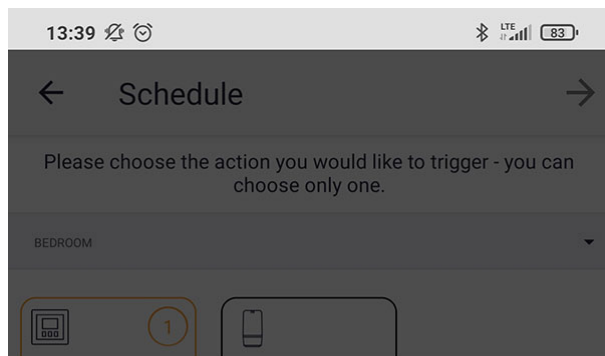 13:39 LTE 83
Schedule
Please choose the action you would like to trigger - you can
choose only one.
BEDROOM
1